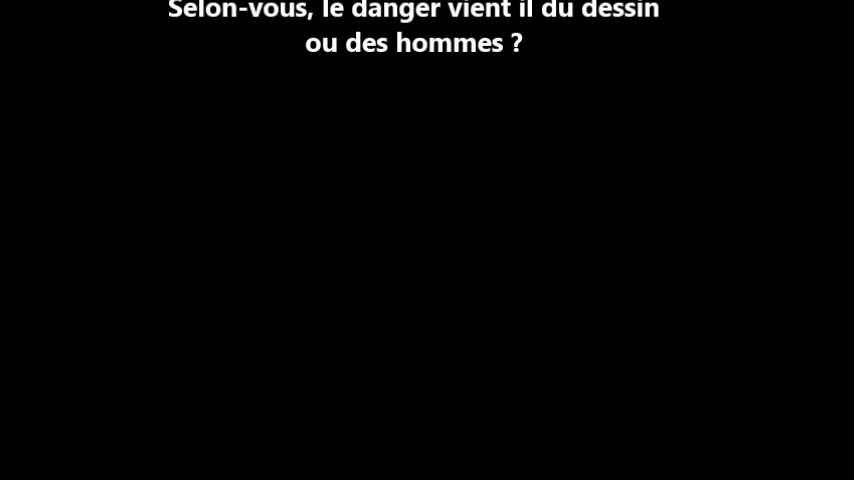 Selon-vous, le danger vient il du dessin
ou des hommes ?